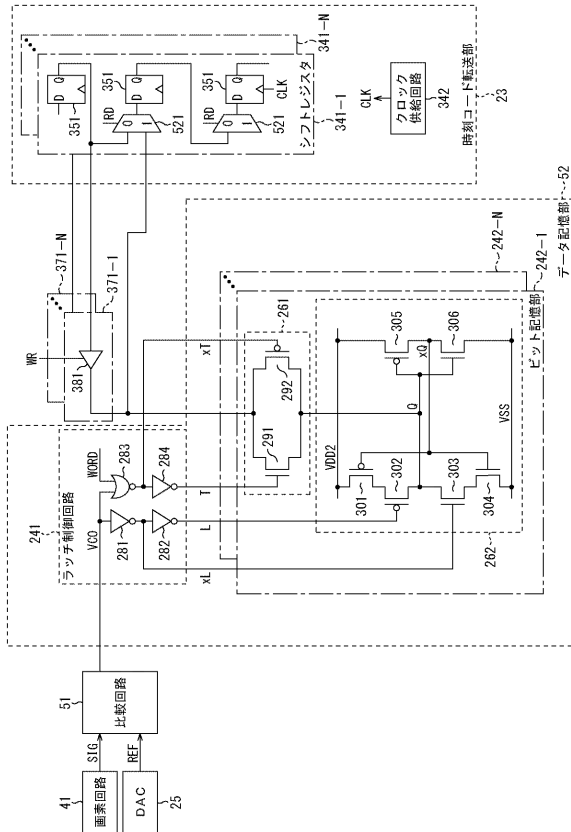 341-N
341-1
シフトレジスタ
351
D Q
351
D Q
351
D Q
CLK
RD
0 1
521
RD
0 1
521
CLK
クロック
供給回路
342
時刻コード転送部
23
371-N
371-1
WR
381
52
データ記憶部
242-N
242-1
ビット記憶部
261
xT
292
291
T
305
306
xQ
Q
VDD2
VSS
301
302
303
304
262
L
xL
241
ラッチ制御回路
WORD
283
284
VCO
281
282
51
比較回路
SIG
REF
41
画素回路
DAC
25